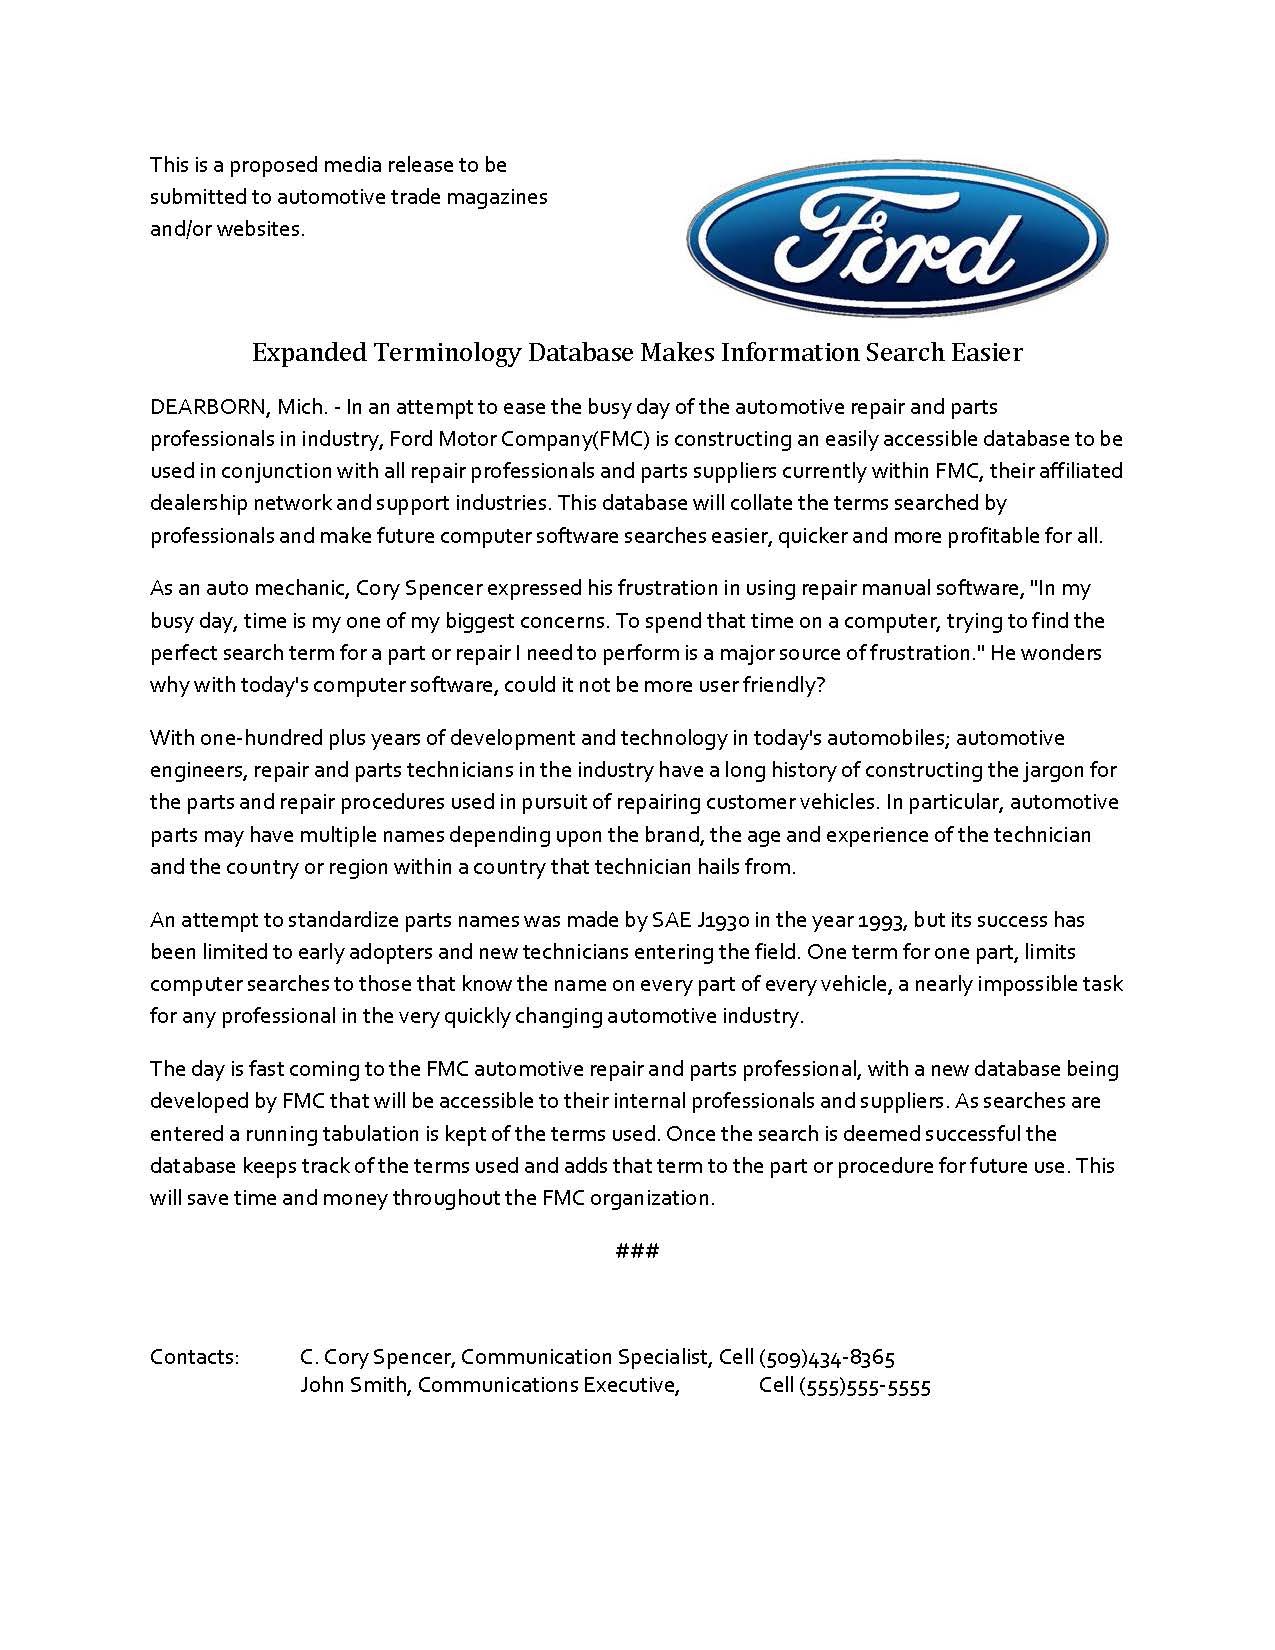 This is a proposed media release to be
submitted to automotive trade magazines
and/or websites.
Ford
Expanded Terminology Database Makes Information Search Easier
DEARBORN, Mich. - In an attempt to ease the busy day of the automotive repair and parts
professionals in industry, Ford Motor Company(FMC) is constructing an easily accessible database to be
used in conjunction with all repair professionals and parts suppliers currently within FMC, their affiliated
dealership network and support industries. This database will collate the terms searched by
professionals and make future computer software searches easier, quicker and more profitable for all.
As an auto mechanic, Cory Spencer expressed his frustration in using repair manual software, "In my
busy day, time is my one of my biggest concerns. To spend that time on a computer, trying to find the
perfect search term for a part or repair I need to perform is a major source of frustration." He wonders
why with today's computer software, could it not be more user friendly?
With one-hundred plus years of development and technology in today's automobiles; automotive
engineers, repair and parts technicians in the industry have a long history of constructing the jargon for
the parts and repair procedures used in pursuit of repairing customer vehicles. In particular, automotive
parts may have multiple names depending upon the brand, the age and experience of the technician
and the country or region within a country that technician hails from.
An attempt to standardize parts names was made by SAE J1930 in the year 1993, but its success has
been limited to early adopters and new technicians entering the field. One term for one part, limits
computer searches to those that know the name on every part of every vehicle, a nearly impossible task
for any professional in the very quickly changing automotive industry.
The day is fast coming to the FMC automotive repair and parts professional, with a new database being
developed by FMC that will be accessible to their internal professionals and suppliers. As searches are
entered a running tabulation is kept of the terms used. Once the search is deemed successful the
database keeps track of the terms used and adds that term to the part or procedure for future use. This
will save time and money throughout the FMC organization.
###
Contacts: C. Cory Spencer, Communication Specialist, Cell (509)434-8365
John Smith, Communications Executive, Cell (555)555-5555